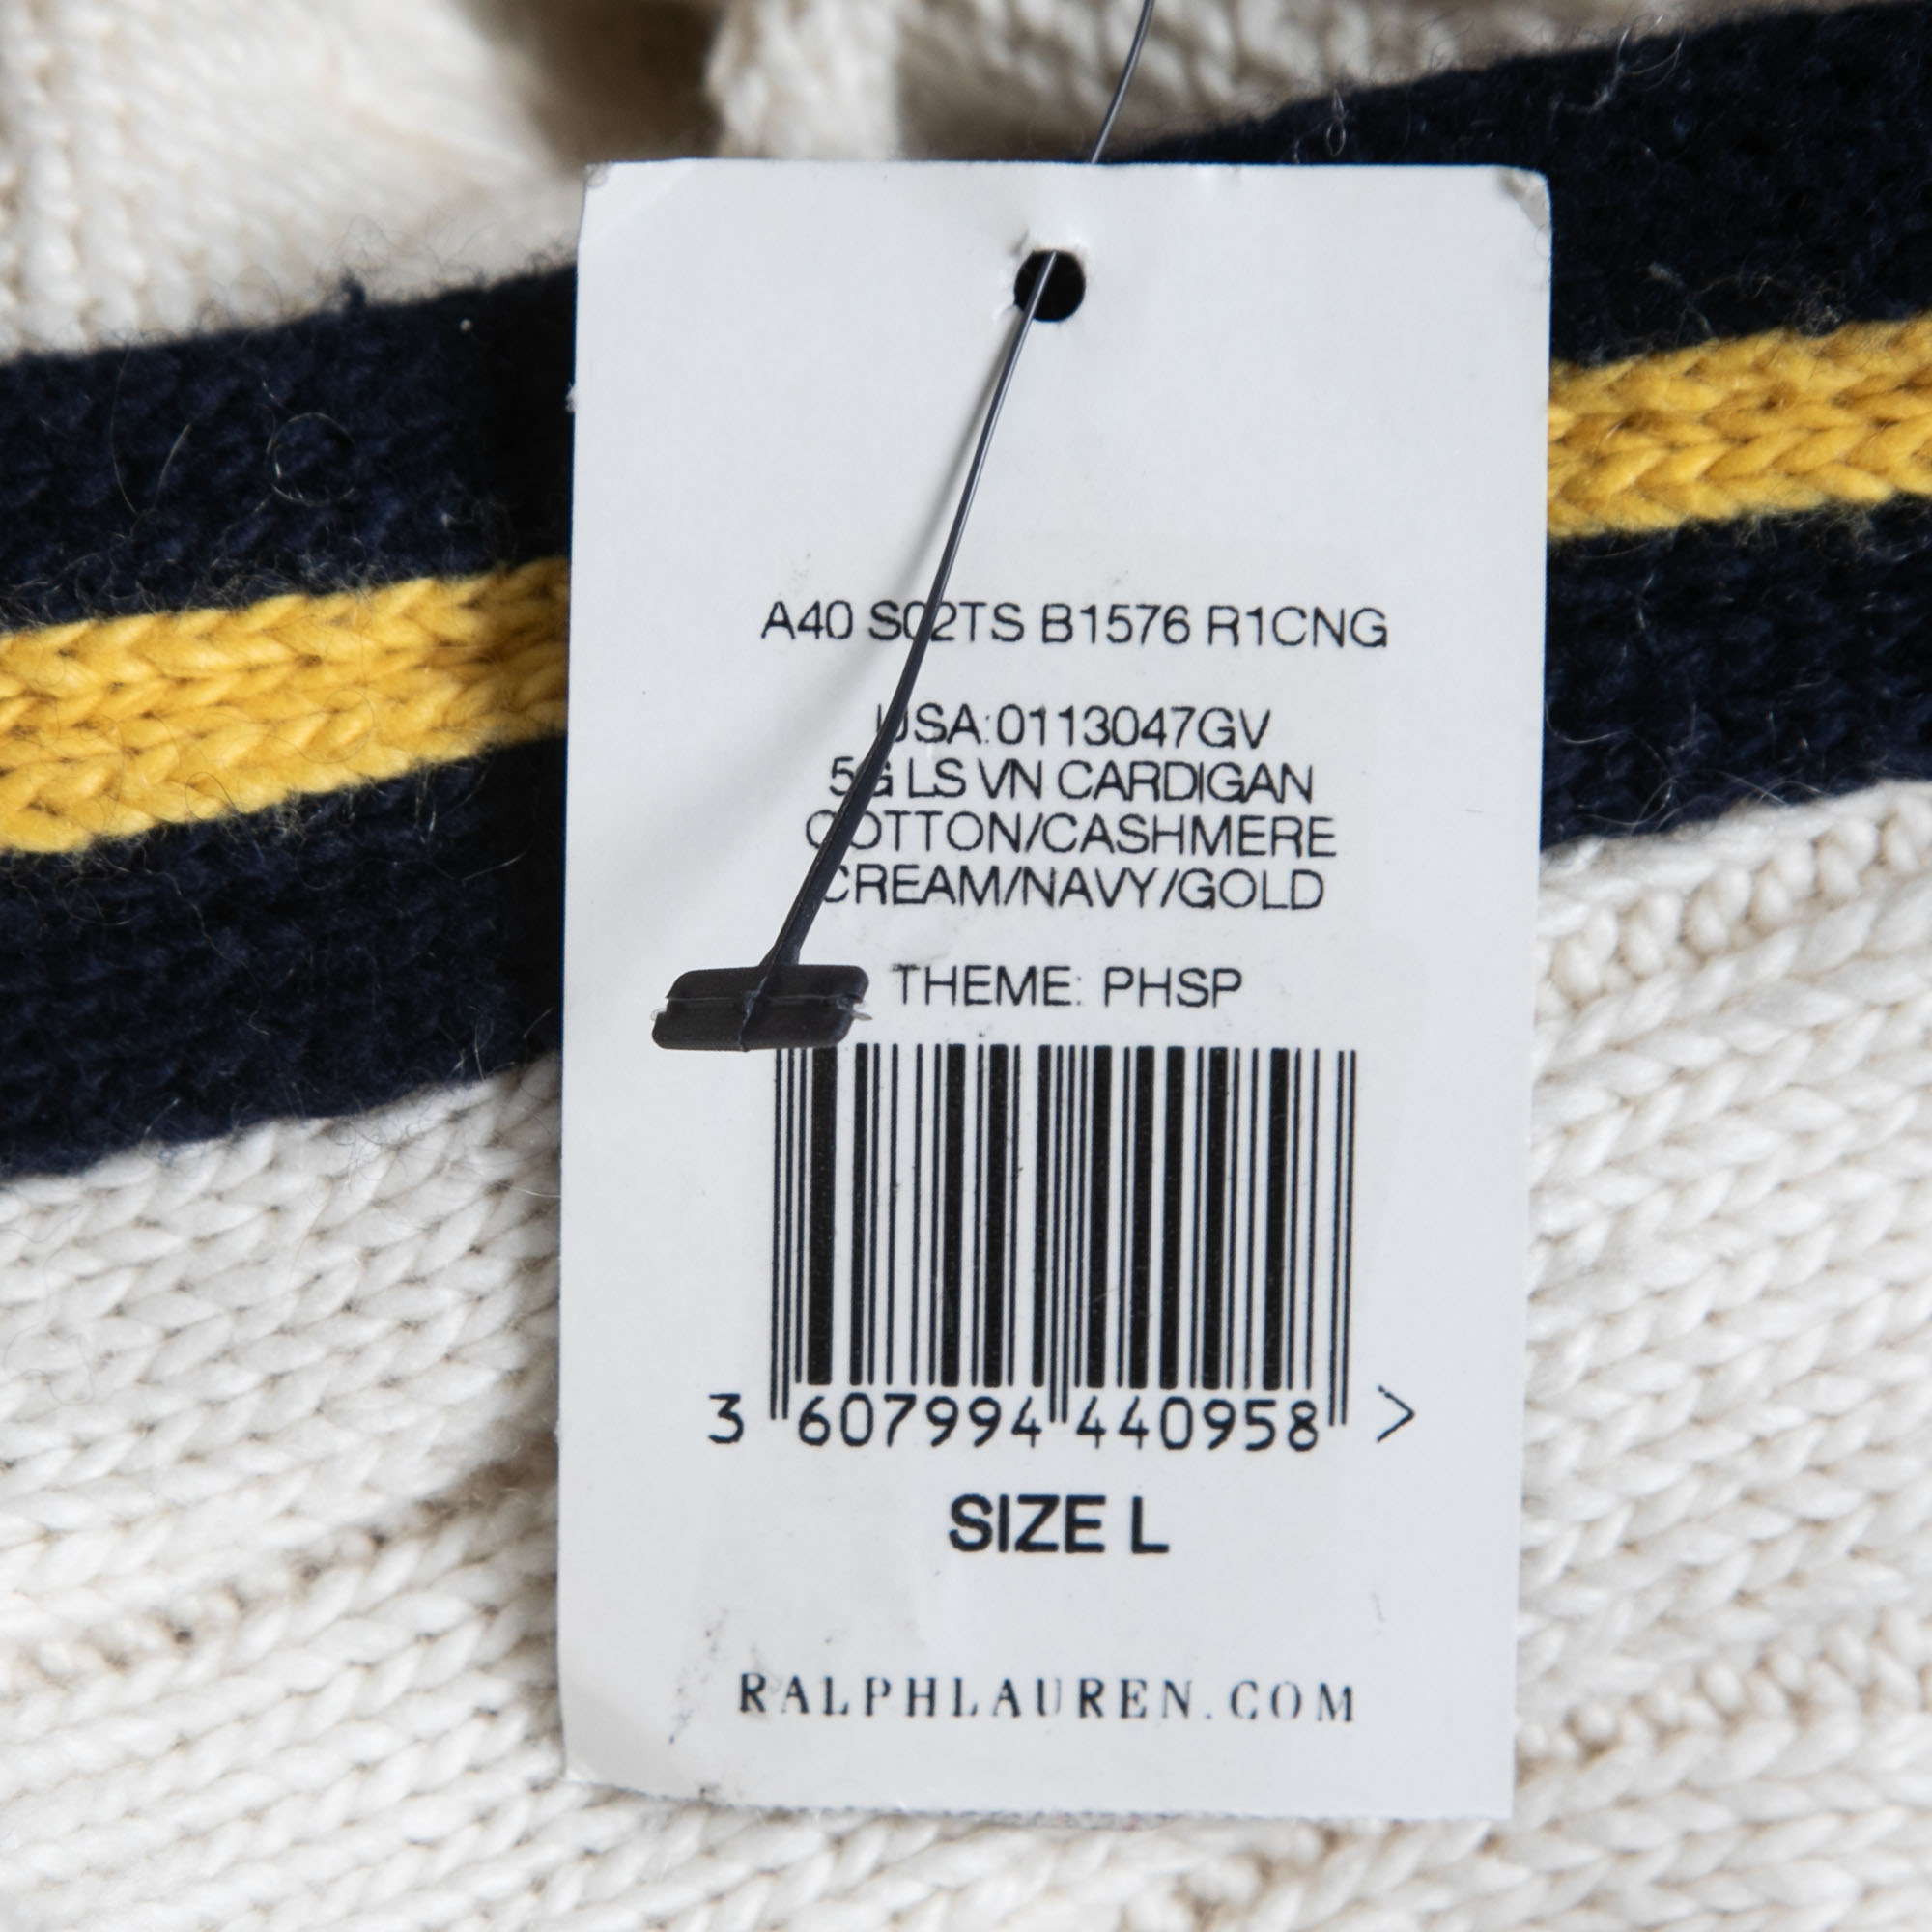 A40 S02TS B1576 R1CNG
USA:0113047GV
5G LS VN CARDIGAN
COTTON/CASHMERE
CREAM/NAVY/GOLD
THEME: PHSP
3 607994 440958 >
SIZE L
RALPHLAUREN.COM